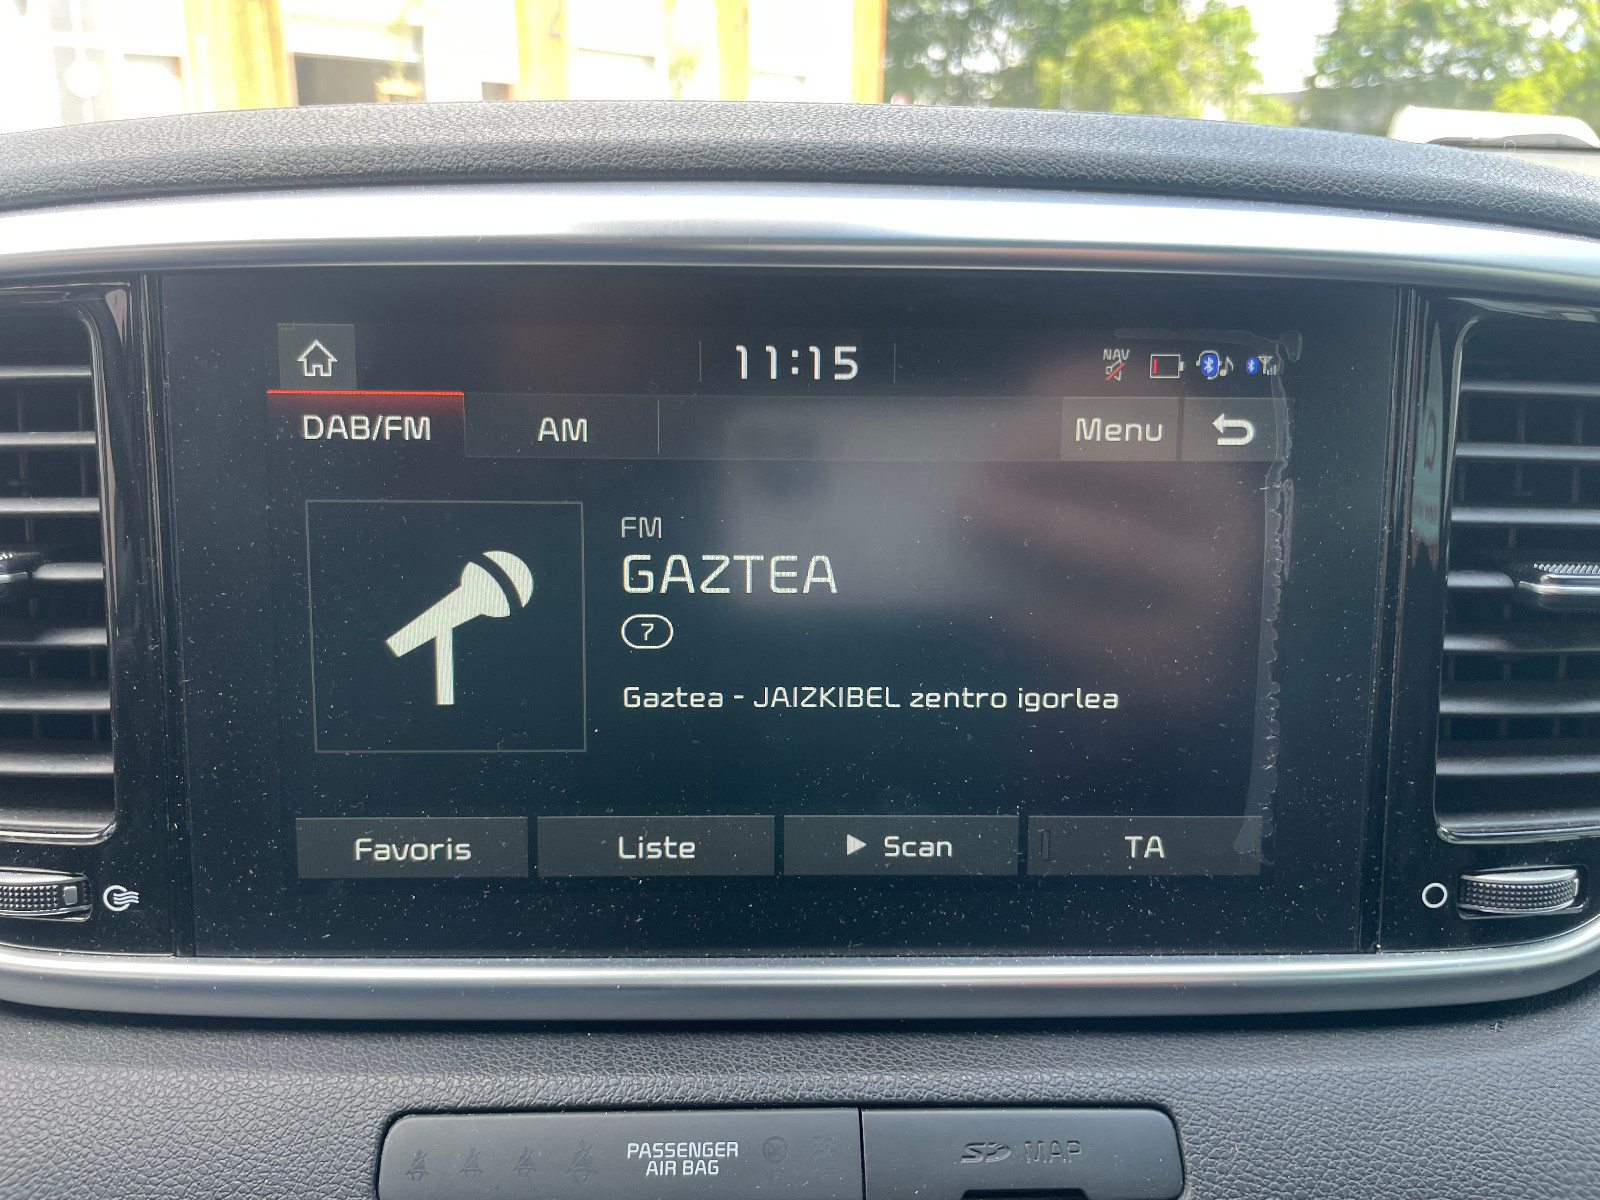 11:15
NAV
DAB/FM
AM
Menu
FM
GAZTEA
7
Gaztea - JAIZKIBEL zentro igorlea
Favoris
Liste
Scan
TA
PASSENGER
AIR BAG
SD MAP